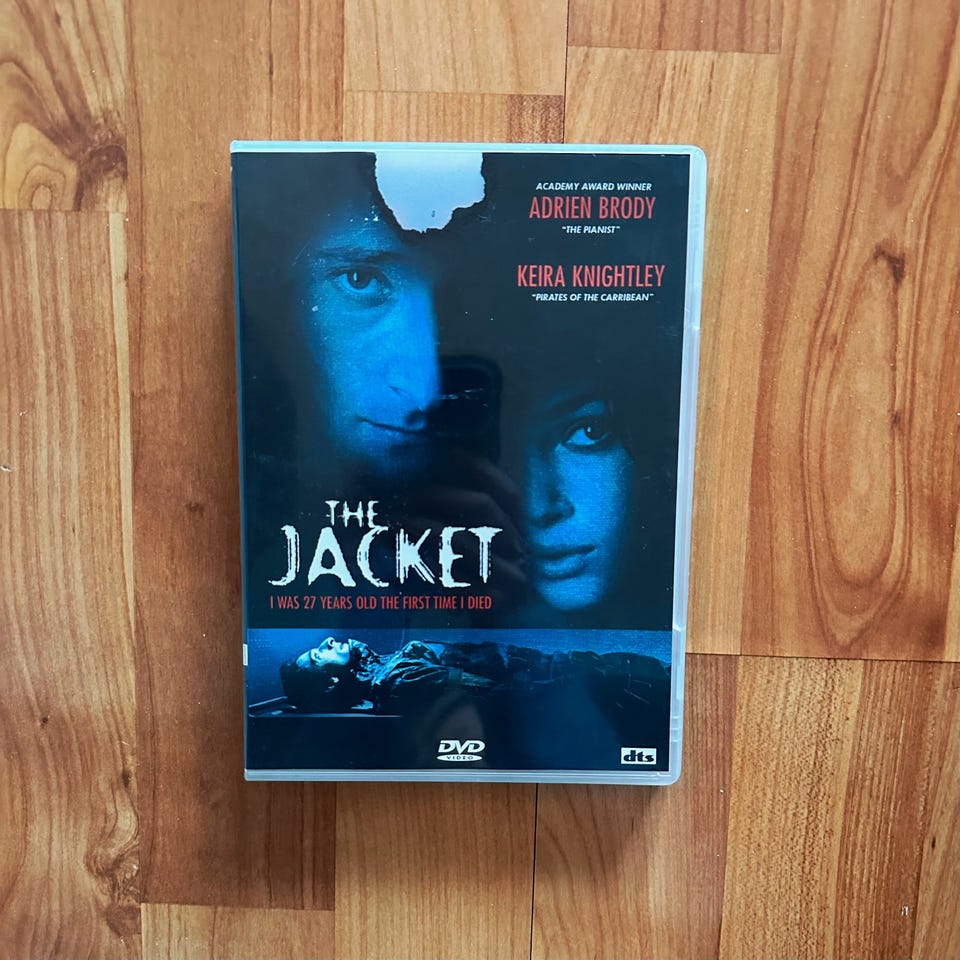 ACADEMY AWARD WINNER
ADRIEN BRODY
"THE PIANIST"
KEIRA KNIGHTLEY
"PIRATES OF THE CARRIBEAN"
THE
JACKET
I WAS 27 YEARS OLD THE FIRST TIME I DIED
DVD
VIDEO
dts